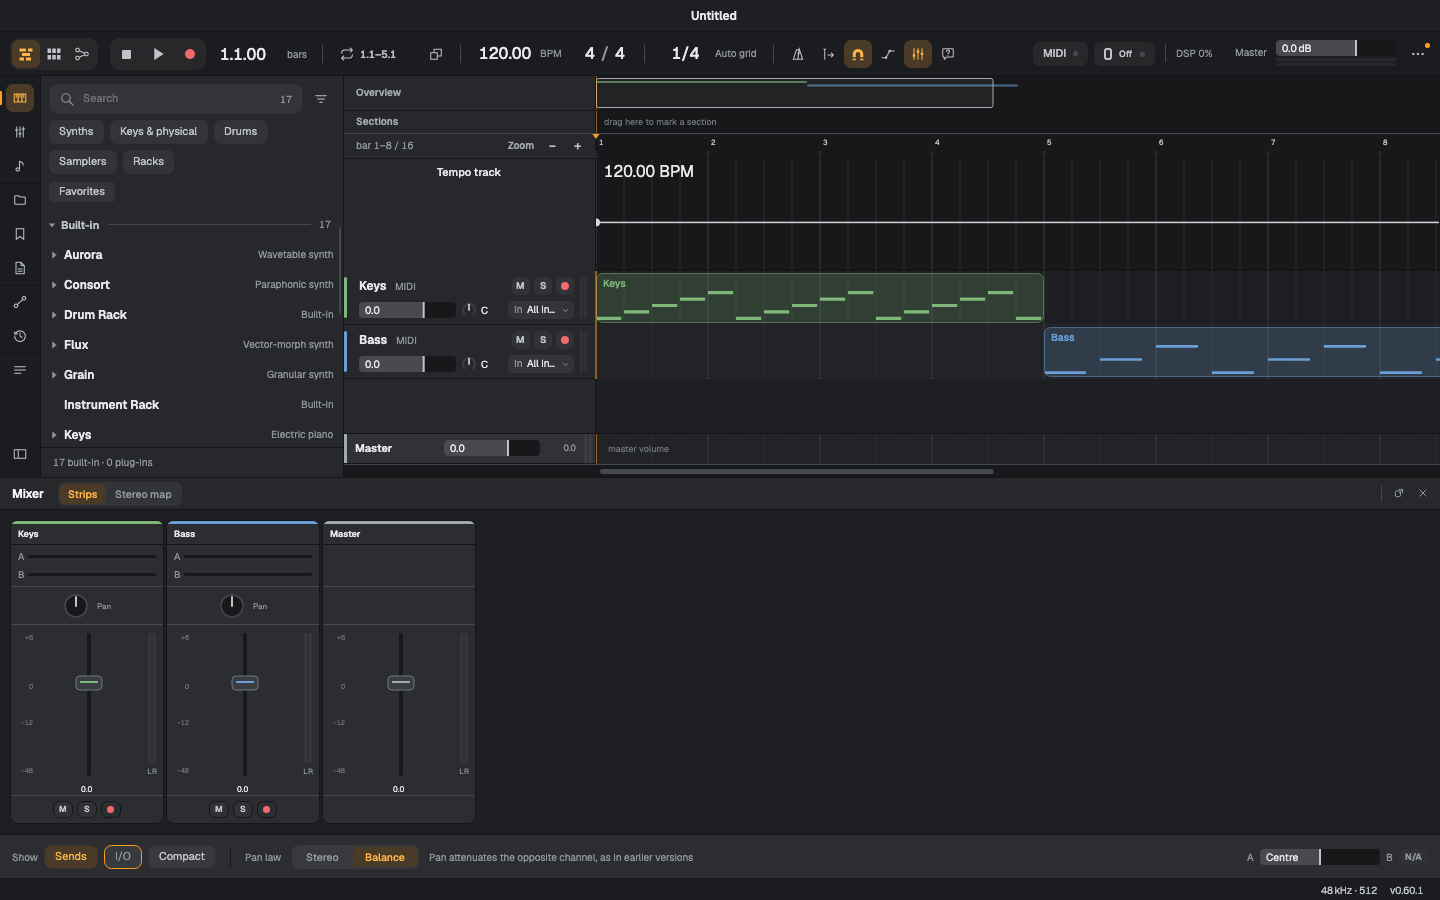 Untitled
1.1.00 bars 1.1–5.1 120.00 BPM 4 / 4 1/4 Auto grid MIDI Off DSP 0% Master 0.0 dB
Search 17
Synths Keys & physical Drums
Samplers Racks
Favorites
Built-in 17
Aurora Wavetable synth
Consort Paraphonic synth
Drum Rack Built-in
Flux Vector-morph synth
Grain Granular synth
Instrument Rack Built-in
Keys Electric piano
17 built-in · 0 plug-ins
Overview
Sections drag here to mark a section
bar 1–8 / 16 Zoom − + 1 2 3 4 5 6 7 8
Tempo track 120.00 BPM
Keys MIDI M S
0.0 C In All in...
Keys
Bass MIDI M S
0.0 C In All in...
Bass
Master 0.0 0.0 master volume
Mixer Strips Stereo map
Keys Bass Master
A A
B B
Pan Pan
+6 +6 +6
0 0 0
−12 −12 −12
−48 LR −48 LR −48 LR
0.0 0.0 0.0
M S M S
Show Sends I/O Compact Pan law Stereo Balance Pan attenuates the opposite channel, as in earlier versions A Centre B N/A
48 kHz · 512 v0.60.1